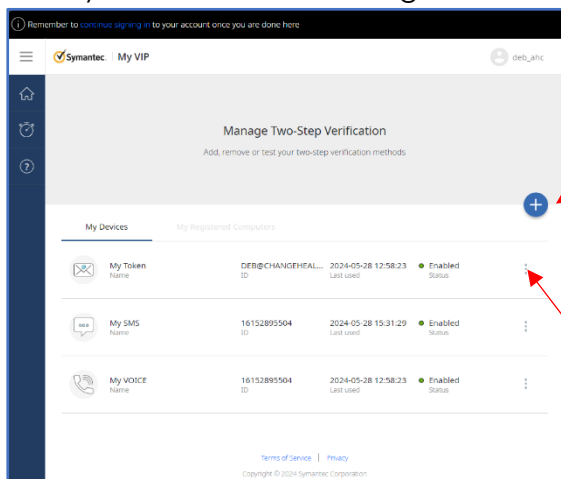 Remember to continue signing in to your account once you are done here
Symantec. My VIP
deb_ahc
Manage Two-Step Verification
Add, remove or test your two-step verification methods
My Devices My Registered Computers
My Token DEB@CHANGEHEAL... 2024-05-28 12:58:23 Enabled
Name ID Last used Status
My SMS 16152895504 2024-05-28 15:31:29 Enabled
Name ID Last used Status
My VOICE 16152895504 2024-05-28 12:58:23 Enabled
Name ID Last used Status
Terms of Service | Privacy
Copyright © 2024 Symantec Corporation